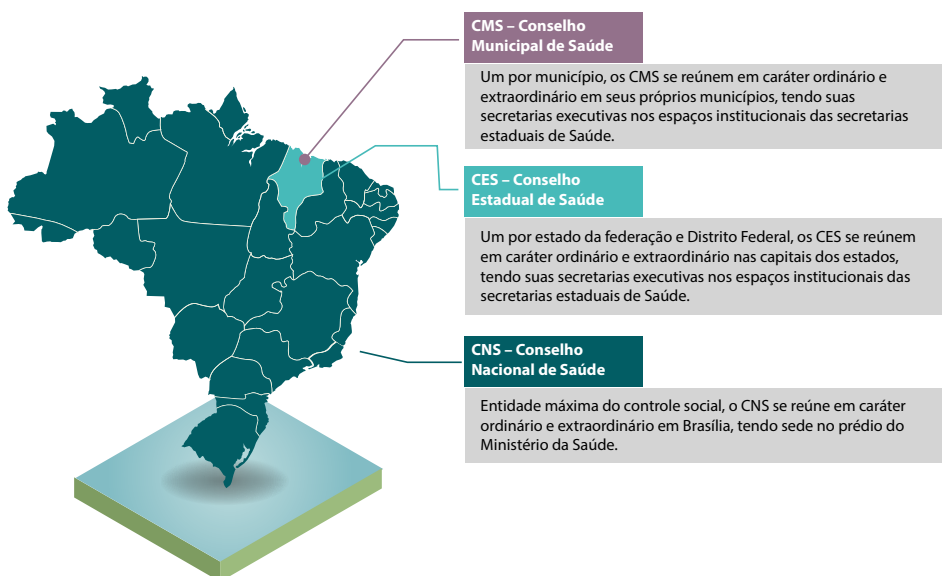 CMS – Conselho
Municipal de Saúde
Um por município, os CMS se reúnem em caráter ordinário e
extraordinário em seus próprios municípios, tendo suas
secretarias executivas nos espaços institucionais das secretarias
estaduais de Saúde.
CES – Conselho
Estadual de Saúde
Um por estado da federação e Distrito Federal, os CES se reúnem
em caráter ordinário e extraordinário nas capitais dos estados,
tendo suas secretarias executivas nos espaços institucionais das
secretarias estaduais de Saúde.
CNS – Conselho
Nacional de Saúde
Entidade máxima do controle social, o CNS se reúne em caráter
ordinário e extraordinário em Brasília, tendo sede no prédio do
Ministério da Saúde.